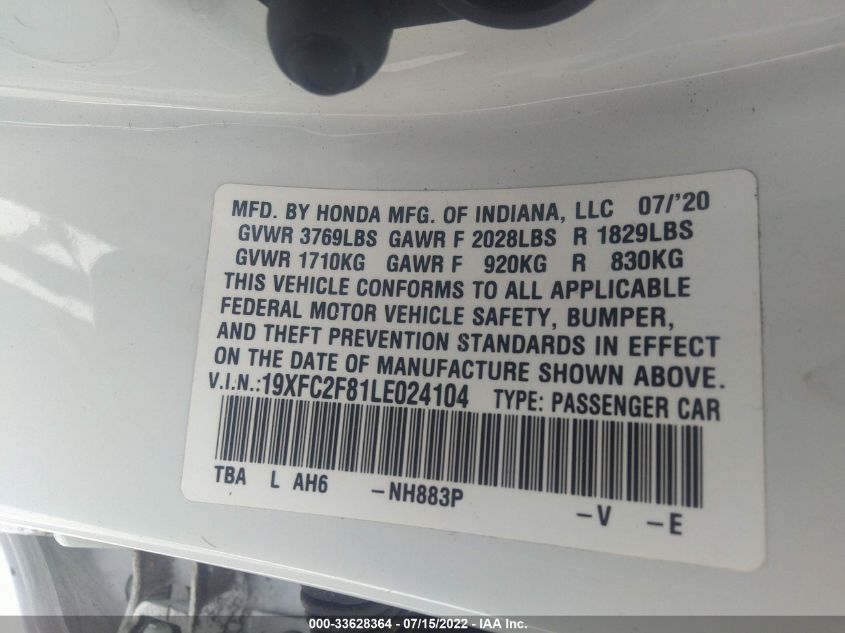 MFD. BY HONDA MFG. OF INDIANA, LLC 07/'20
GVWR 3769LBS GAWR F 2028LBS R 1829LBS
GVWR 1710KG GAWR F 920KG R 830KG
THIS VEHICLE CONFORMS TO ALL APPLICABLE
FEDERAL MOTOR VEHICLE SAFETY, BUMPER,
AND THEFT PREVENTION STANDARDS IN EFFECT
ON THE DATE OF MANUFACTURE SHOWN ABOVE.
V.I.N.:19XFC2F81LE024104 TYPE: PASSENGER CAR
TBA L AH6 -NH883P -V -E
000-33628364 / 07/15/2022 - IAA Inc.